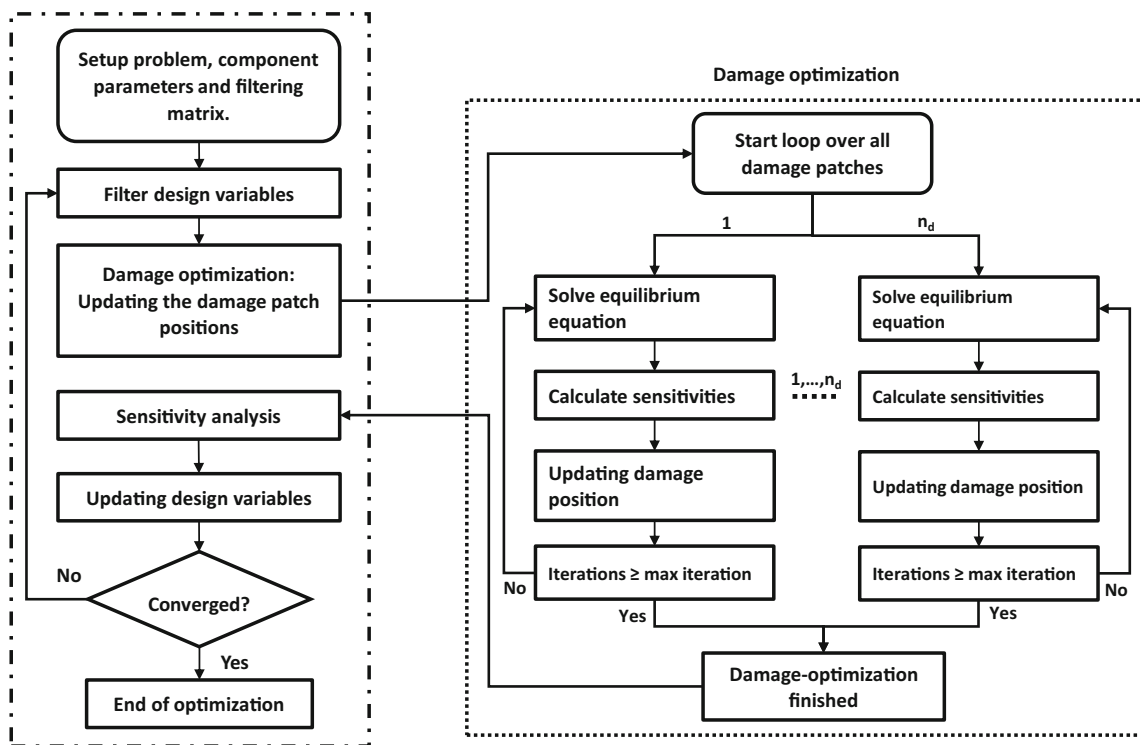 Setup problem, component
parameters and filtering
matrix.
Filter design variables
Damage optimization:
Updating the damage patch
positions
Sensitivity analysis
Updating design variables
No
Converged?
Yes
End of optimization
Damage optimization
Start loop over all
damage patches
1
n_d
Solve equilibrium
equation
Calculate sensitivities
Updating damage
position
Iterations ≥ max iteration
No
Yes
1,...,n_d
Solve equilibrium
equation
Calculate sensitivities
Updating damage position
Iterations ≥ max iteration
No
Yes
Damage-optimization
finished